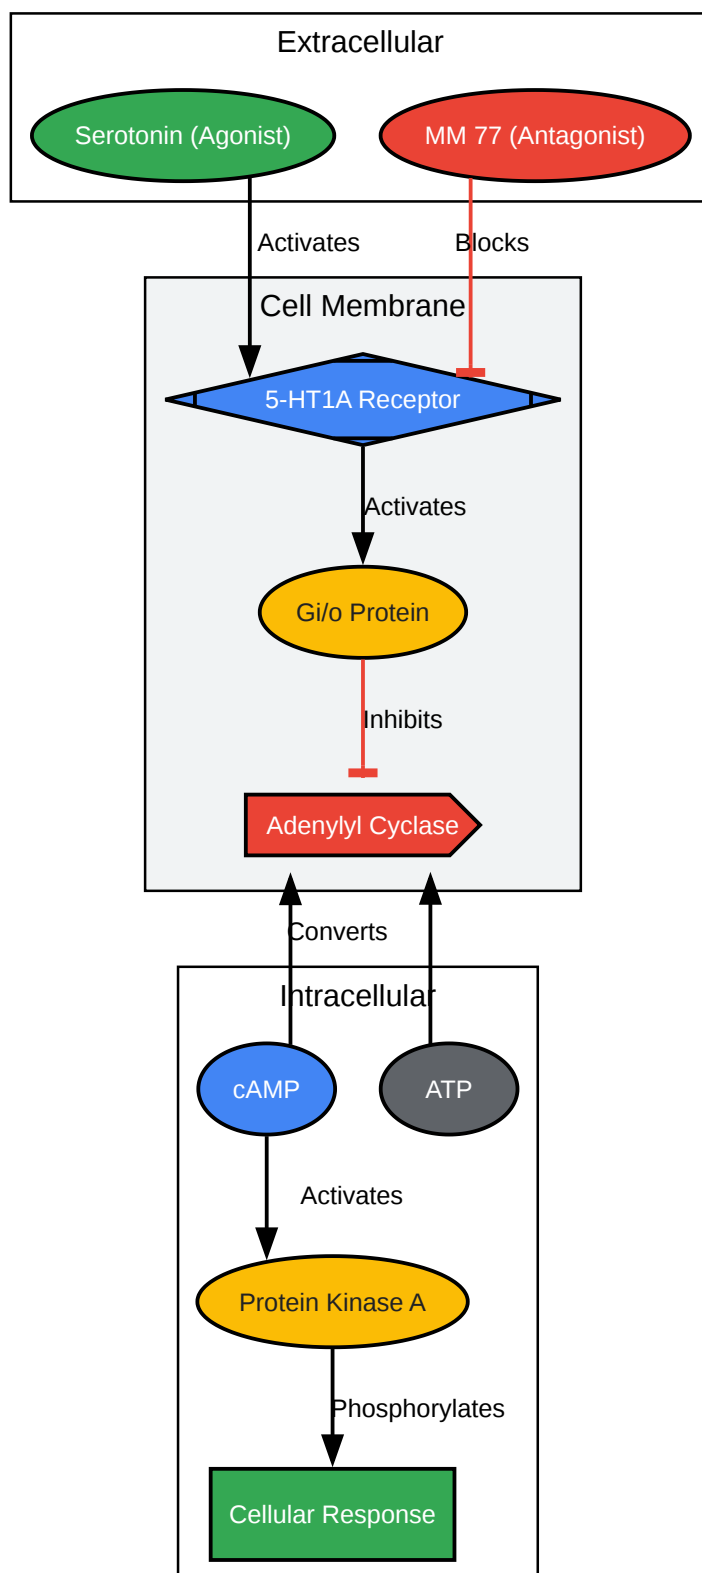 Extracellular
Serotonin (Agonist)
MM 77 (Antagonist)
Activates
Blocks
Cell Membrane
5-HT1A Receptor
Activates
Gi/o Protein
Inhibits
Adenylyl Cyclase
Converts
Intracellular
cAMP
ATP
Activates
Protein Kinase A
Phosphorylates
Cellular Response